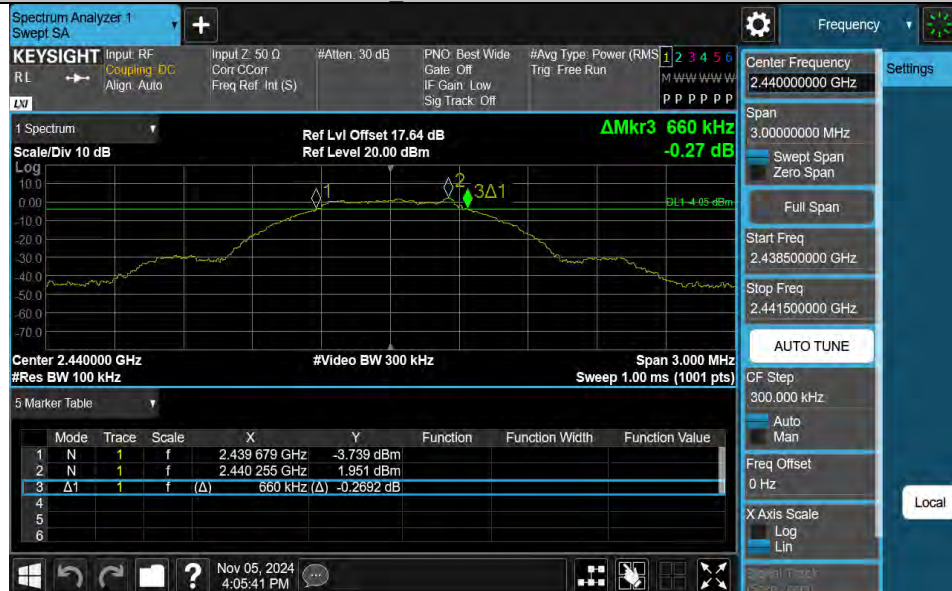 Spectrum Analyzer 1
Swept SA
+
Frequency
KEYSIGHT
RL
LXI
Input: RF
Coupling: DC
Align: Auto
Input Z: 50 Ω
Corr CCorr
Freq Ref: Int (S)
#Atten: 30 dB
PNO: Best Wide
Gate: Off
IF Gain: Low
Sig Track: Off
#Avg Type: Power (RMS
Trig: Free Run
1 2 3 4 5 6
M W W W W W
P P P P P P
1 Spectrum
Scale/Div 10 dB
Ref Lvl Offset 17.64 dB
Ref Level 20.00 dBm
ΔMkr3 660 kHz
-0.27 dB
Log
10.0
0.00
-10.0
-20.0
-30.0
-40.0
-50.0
-60.0
-70.0
1
2
3Δ1
DL1 -4.05 dBm
Center 2.440000 GHz
#Video BW 300 kHz
Span 3.000 MHz
#Res BW 100 kHz
Sweep 1.00 ms (1001 pts)
5 Marker Table
Mode Trace Scale X Y Function Function Width Function Value
1 N 1 f 2.439 679 GHz -3.739 dBm
2 N 1 f 2.440 255 GHz 1.951 dBm
3 Δ1 1 f (Δ) 660 kHz (Δ) -0.2692 dB
4
5
6
?
Nov 05, 2024
4:05:41 PM
Center Frequency
2.440000000 GHz
Settings
Span
3.00000000 MHz
Swept Span
Zero Span
Full Span
Start Freq
2.438500000 GHz
Stop Freq
2.441500000 GHz
AUTO TUNE
CF Step
300.000 kHz
Auto
Man
Freq Offset
0 Hz
X Axis Scale
Log
Lin
Local
Signal Track